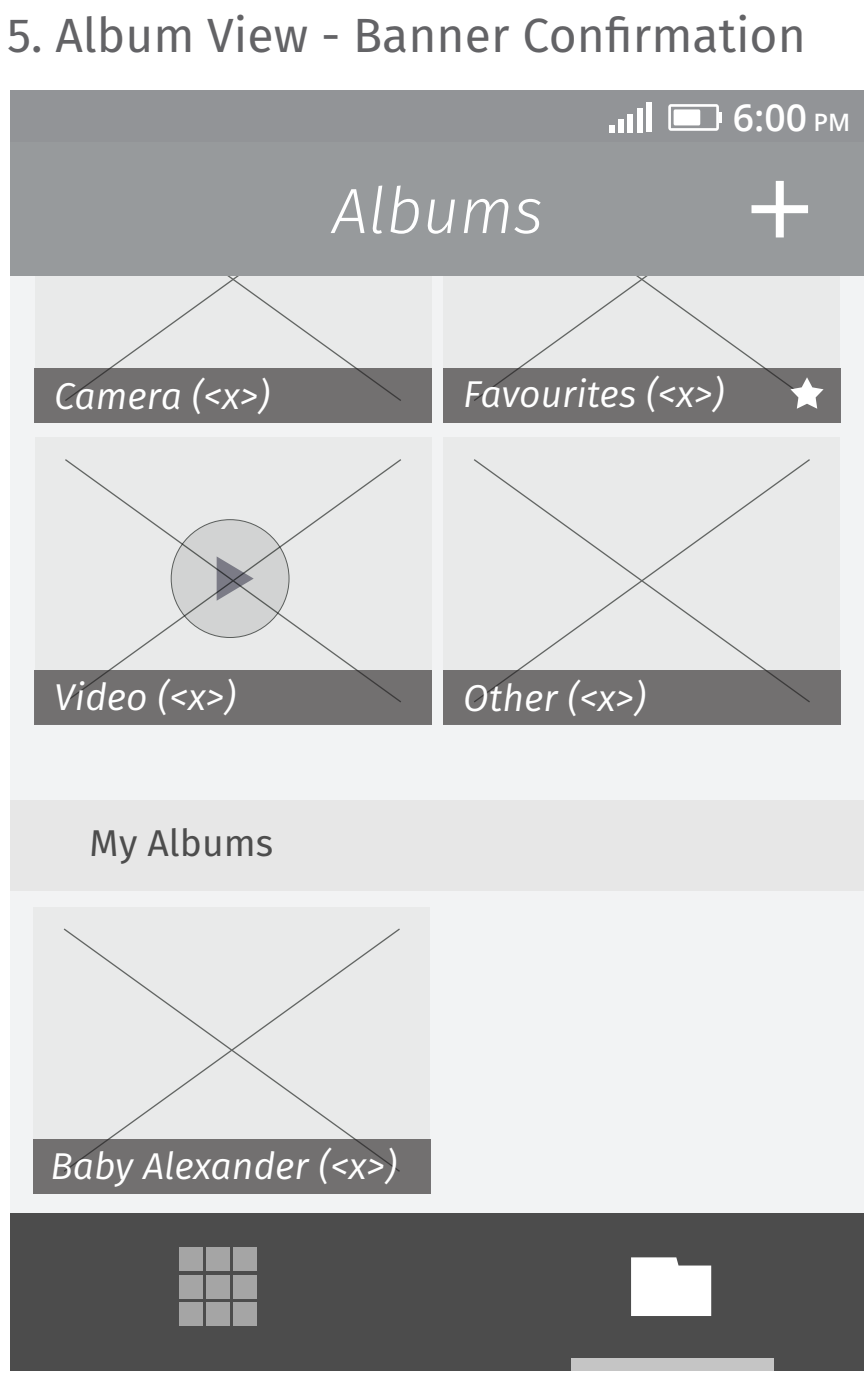 5. Album View - Banner Confirmation
6:00 PM
Albums
Camera (<x>)
Favourites (<x>)
Video (<x>)
Other (<x>)
My Albums
Baby Alexander (<x>)